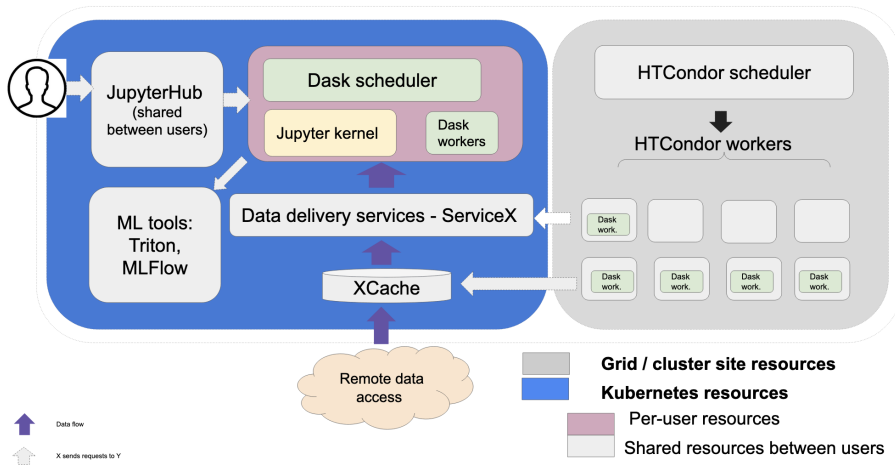 JupyterHub
(shared
between users)
Dask scheduler
Jupyter kernel
Dask
workers
ML tools:
Triton,
MLFlow
Data delivery services - ServiceX
XCache
Remote data
access
HTCondor scheduler
HTCondor workers
Dask
work.
Dask
work.
Dask
work.
Dask
work.
Dask
work.
Grid / cluster site resources
Kubernetes resources
Per-user resources
Shared resources between users
Data flow
X sends requests to Y